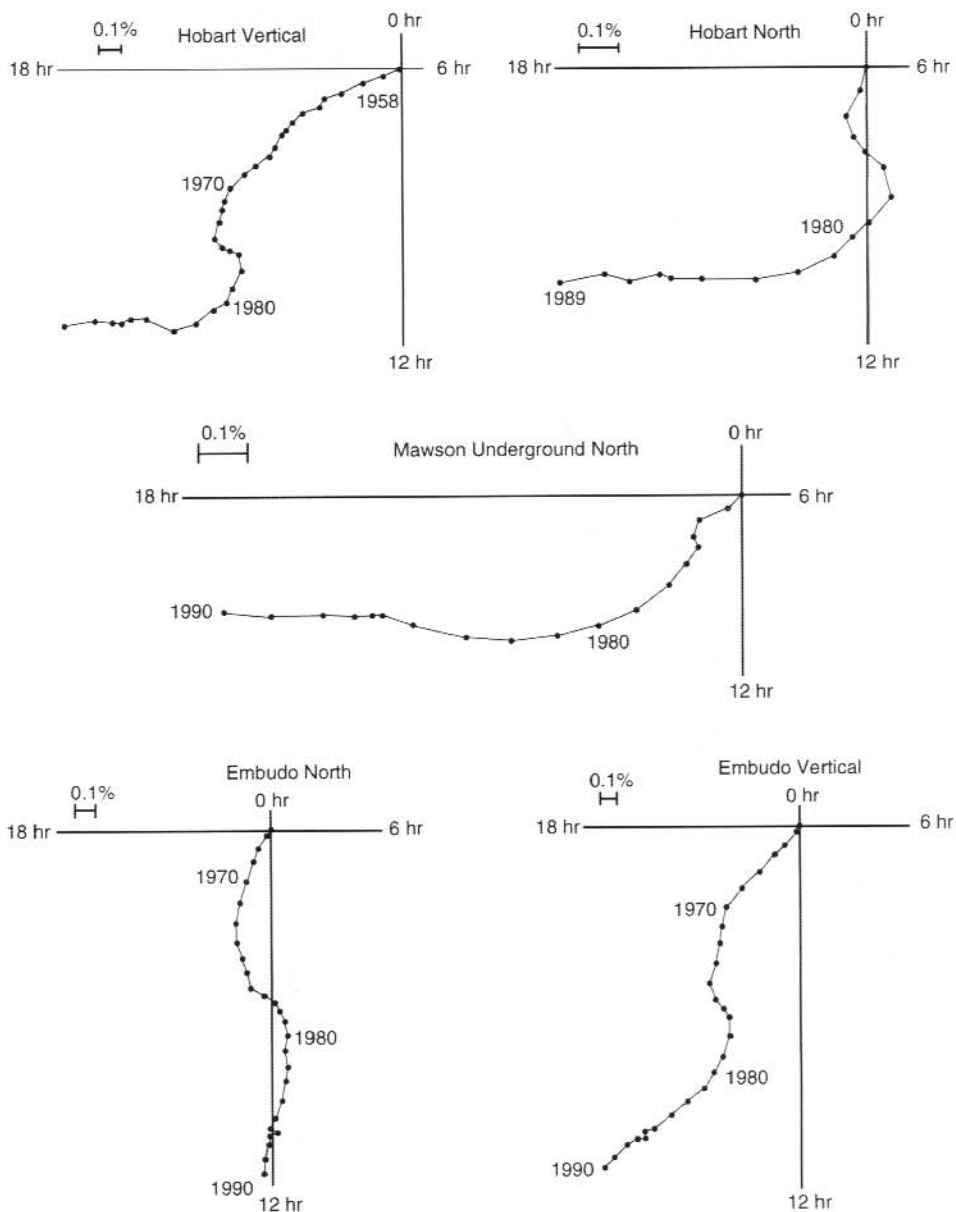 0 hr
0.1%
Hobart Vertical
18 hr
6 hr
1958
1970
1980
12 hr
0 hr
0.1%
Hobart North
18 hr
6 hr
1980
1989
12 hr
0 hr
0.1%
Mawson Underground North
18 hr
6 hr
1990
1980
12 hr
Embudo North
0.1%
0 hr
18 hr
6 hr
1970
1980
1990
12 hr
Embudo Vertical
0.1%
0 hr
18 hr
6 hr
1970
1980
1990
12 hr